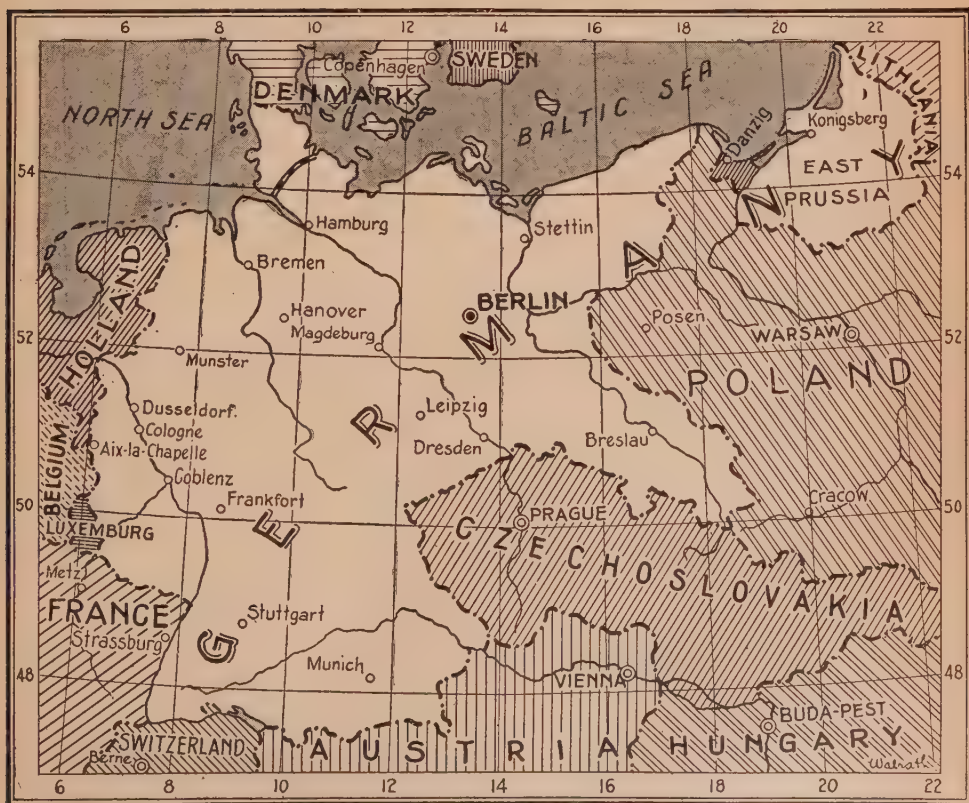 6 8 10 12 14 16 18 20 22
Copenhagen
SWEDEN
LITHUANIA
DENMARK
NORTH SEA
BALTIC SEA
Danzig
Konigsberg
EAST
PRUSSIA
54 54
Hamburg
Stettin
Bremen
HOLLAND
BERLIN
Hanover
Magdeburg
Posen
WARSAW
52 52
Munster
POLAND
GERMANY
Dusseldorf.
Cologne
Leipzig
Aix-la-Chapelle
Dresden
Breslau
BELGIUM
Coblenz
Frankfort
Cracow
50 50
PRAGUE
LUXEMBURG
CZECHOSLOVAKIA
Metz
FRANCE
Stuttgart
Strassburg
48 48
Munich
VIENNA
BUDA-PEST
SWITZERLAND
AUSTRIA
HUNGARY
Berne
Walrath
6 8 10 12 14 16 18 20 22